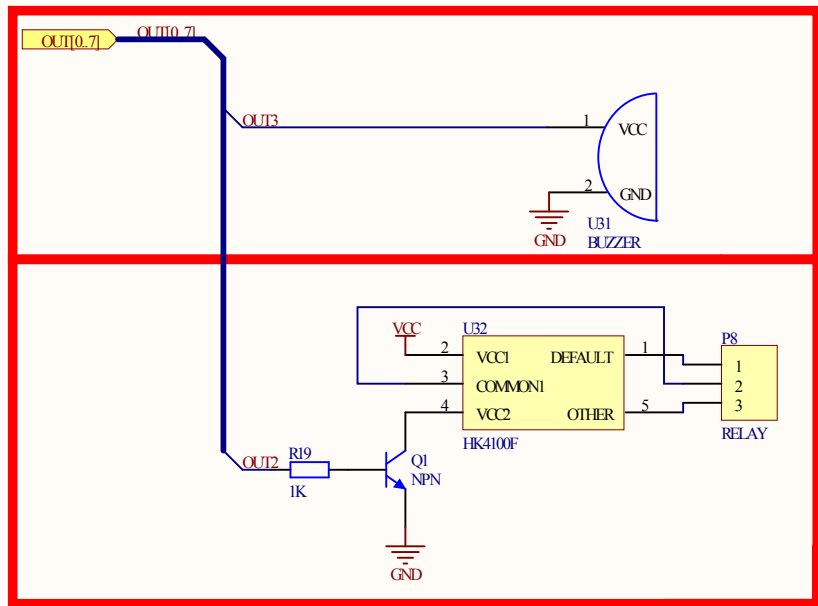 OUT[0..7]
OUT[0..7]
OUT3
1
VCC
2
GND
GND
U31
BUZZER
VCC
U32
P8
2
VCC1
DEFAULT
1
1
3
COMMON1
2
4
VCC2
OTHER
5
3
HK4100F
RELAY
OUT2
R19
1K
Q1
NPN
GND